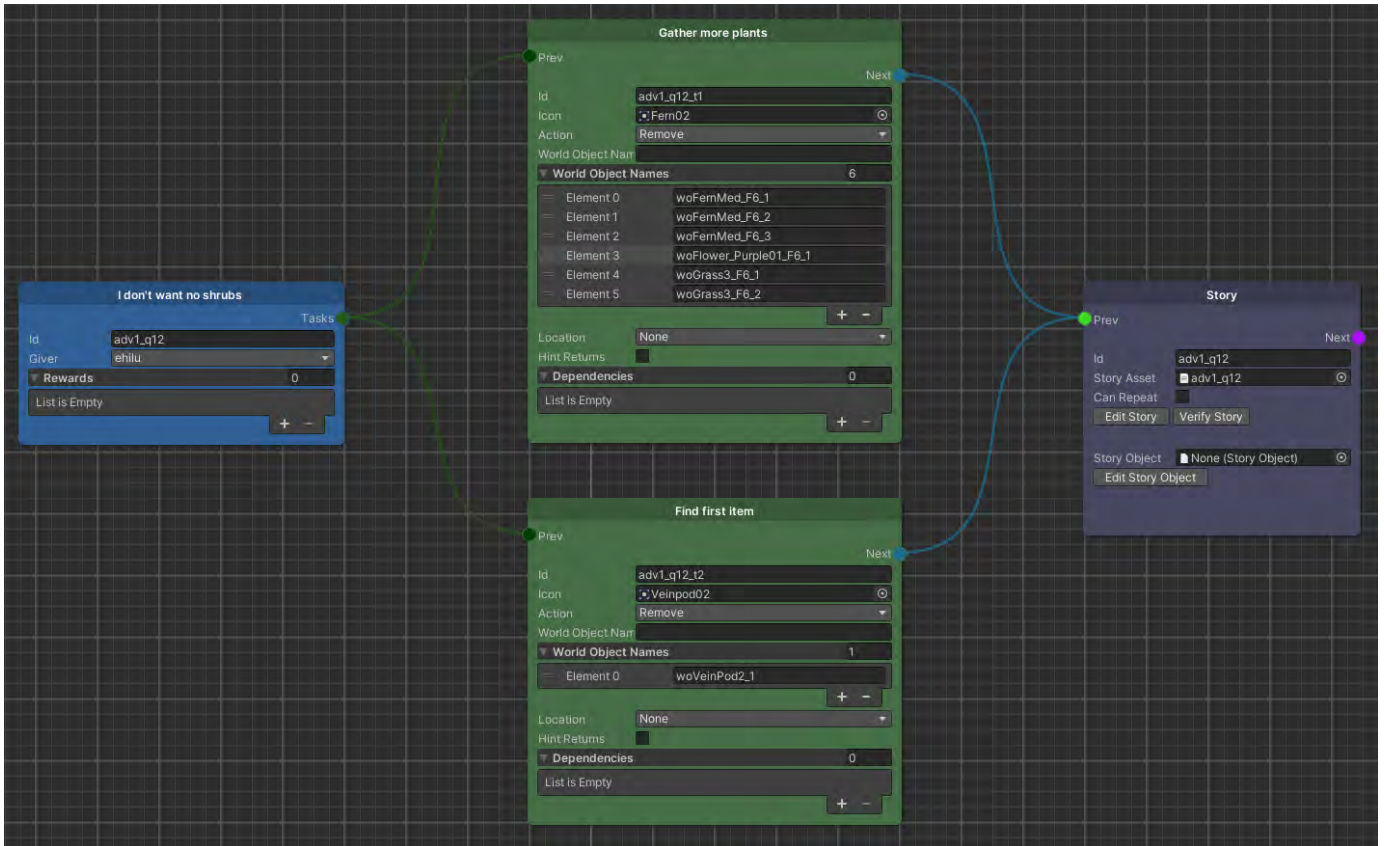 I don't want no shrubs
Tasks
Id adv1_q12
Giver ehilu
Rewards 0
List is Empty
+ -
Gather more plants
Prev
Next
Id adv1_q12_t1
Icon Fern02
Action Remove
World Object Nam
World Object Names 6
Element 0 woFernMed_F6_1
Element 1 woFernMed_F6_2
Element 2 woFernMed_F6_3
Element 3 woFlower_Purple01_F6_1
Element 4 woGrass3_F6_1
Element 5 woGrass3_F6_2
+ -
Location None
Hint Returns
Dependencies 0
List is Empty
+ -
Find first item
Prev
Next
Id adv1_q12_t2
Icon Veinpod02
Action Remove
World Object Nam
World Object Names 1
Element 0 woVeinPod2_1
+ -
Location None
Hint Returns
Dependencies 0
List is Empty
+ -
Story
Prev
Next
Id adv1_q12
Story Asset adv1_q12
Can Repeat
Edit Story Verify Story
Story Object None (Story Object)
Edit Story Object